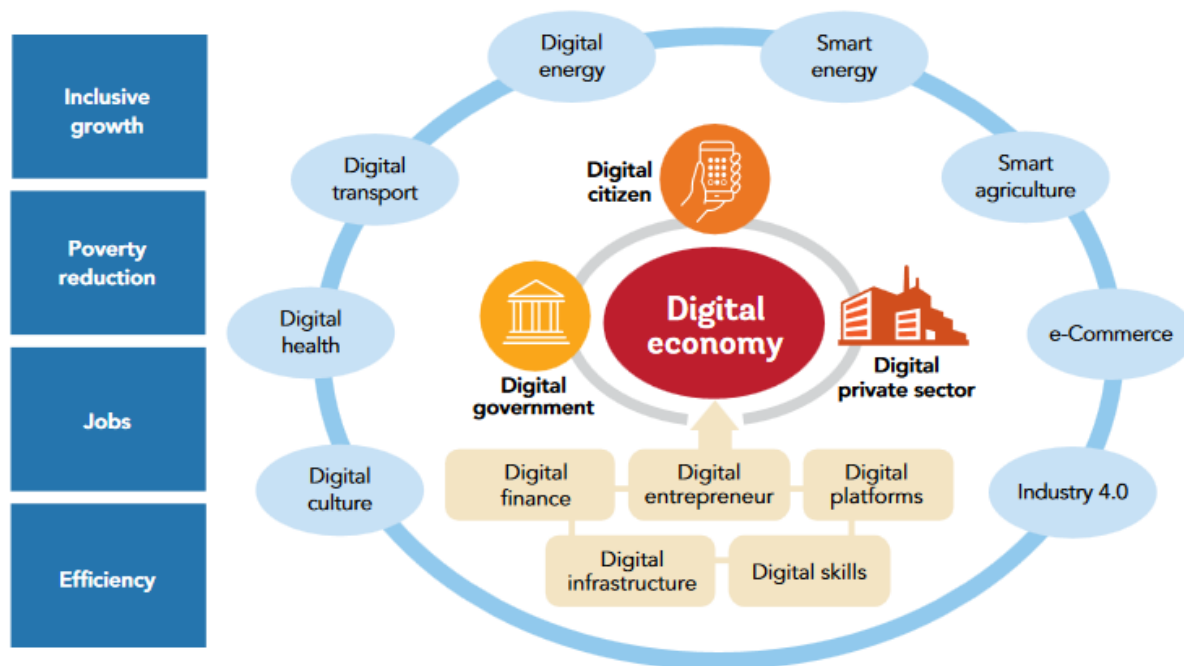 Inclusive
growth
Poverty
reduction
Jobs
Efficiency
Digital
energy
Smart
energy
Digital
transport
Smart
agriculture
Digital
health
e-Commerce
Digital
culture
Industry 4.0
Digital
citizen
Digital
government
Digital
economy
Digital
private sector
Digital
finance
Digital
entrepreneur
Digital
platforms
Digital
infrastructure
Digital skills